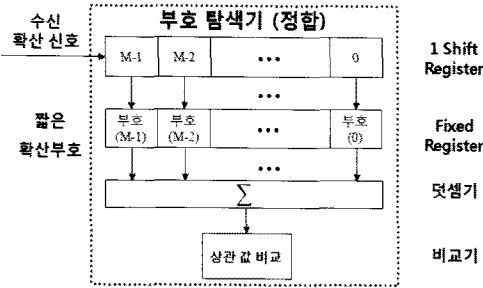 부호 탐색기 (정합)
수신
확산 신호
M-1 M-2 ••• 0
1 Shift
Register
•••
짧은
확산부호
부호
(M-1)
부호
(M-2)
•••
부호
(0)
Fixed
Register
•••
∑
덧셈기
상관 값 비교
비교기